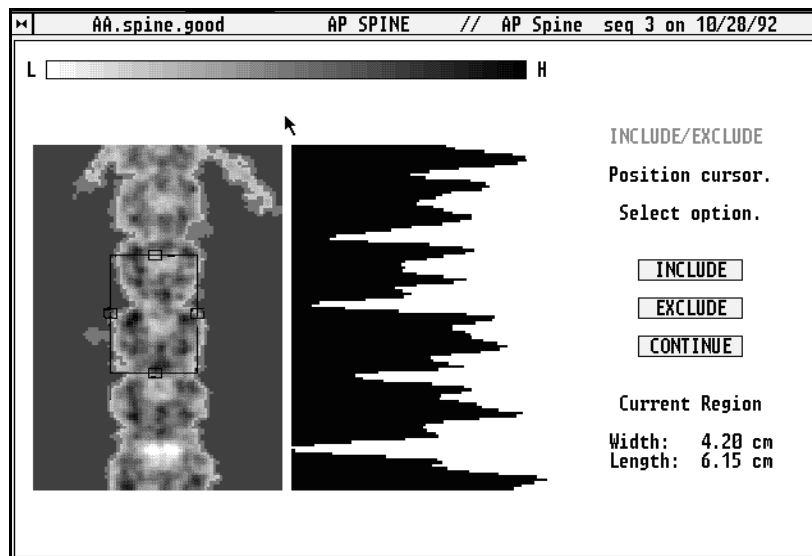 AA.spine.good AP SPINE // AP Spine seq 3 on 10/28/92
L H
INCLUDE/EXCLUDE
Position cursor.
Select option.
INCLUDE
EXCLUDE
CONTINUE
Current Region
Width: 4.20 cm
Length: 6.15 cm